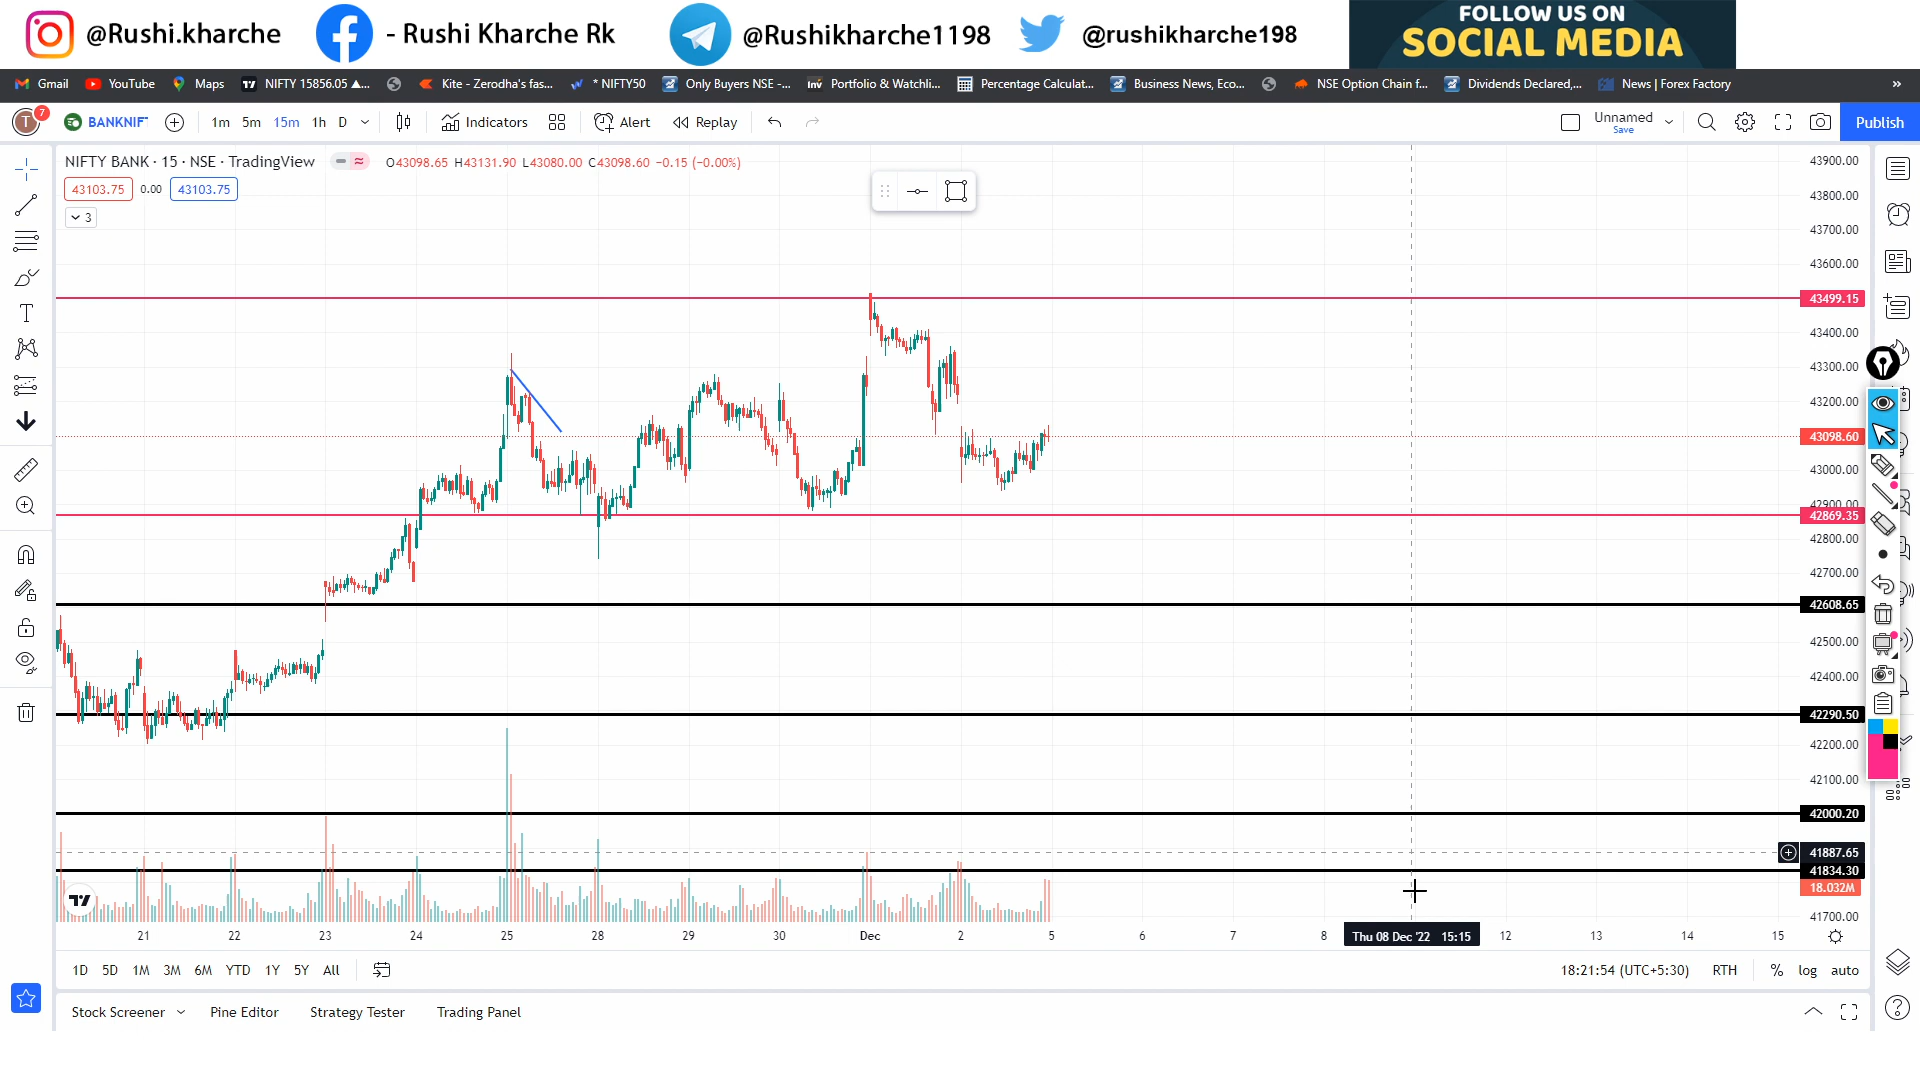 @Rushi.kharche - Rushi Kharche Rk @Rushikharche1198 @rushikharche198
FOLLOW US ON
SOCIAL MEDIA
Gmail YouTube Maps NIFTY 15856.05 ▲... Kite - Zerodha's fas... * NIFTY50 Only Buyers NSE -... Portfolio & Watchli... Percentage Calculat... Business News, Eco... NSE Option Chain f... Dividends Declared,... News | Forex Factory »
T 7 BANKNIF 1m 5m 15m 1h D Indicators Alert Replay Unnamed Save Publish
NIFTY BANK · 15 · NSE · TradingView O43098.65 H43131.90 L43080.00 C43098.60 −0.15 (−0.00%)
43103.75 0.00 43103.75
3
43900.00
43800.00
43700.00
43600.00
43499.15
43400.00
43300.00
43200.00
43098.60
43000.00
42900.00
42869.35
42800.00
42700.00
42608.65
42500.00
42400.00
42290.50
42200.00
42100.00
42000.20
41887.65
41834.30
18.032M
41700.00
21 22 23 24 25 28 29 30 Dec 2 5 6 7 8 Thu 08 Dec '22 15:15 12 13 14 15
1D 5D 1M 3M 6M YTD 1Y 5Y All 18:21:54 (UTC+5:30) RTH % log auto
Stock Screener Pine Editor Strategy Tester Trading Panel